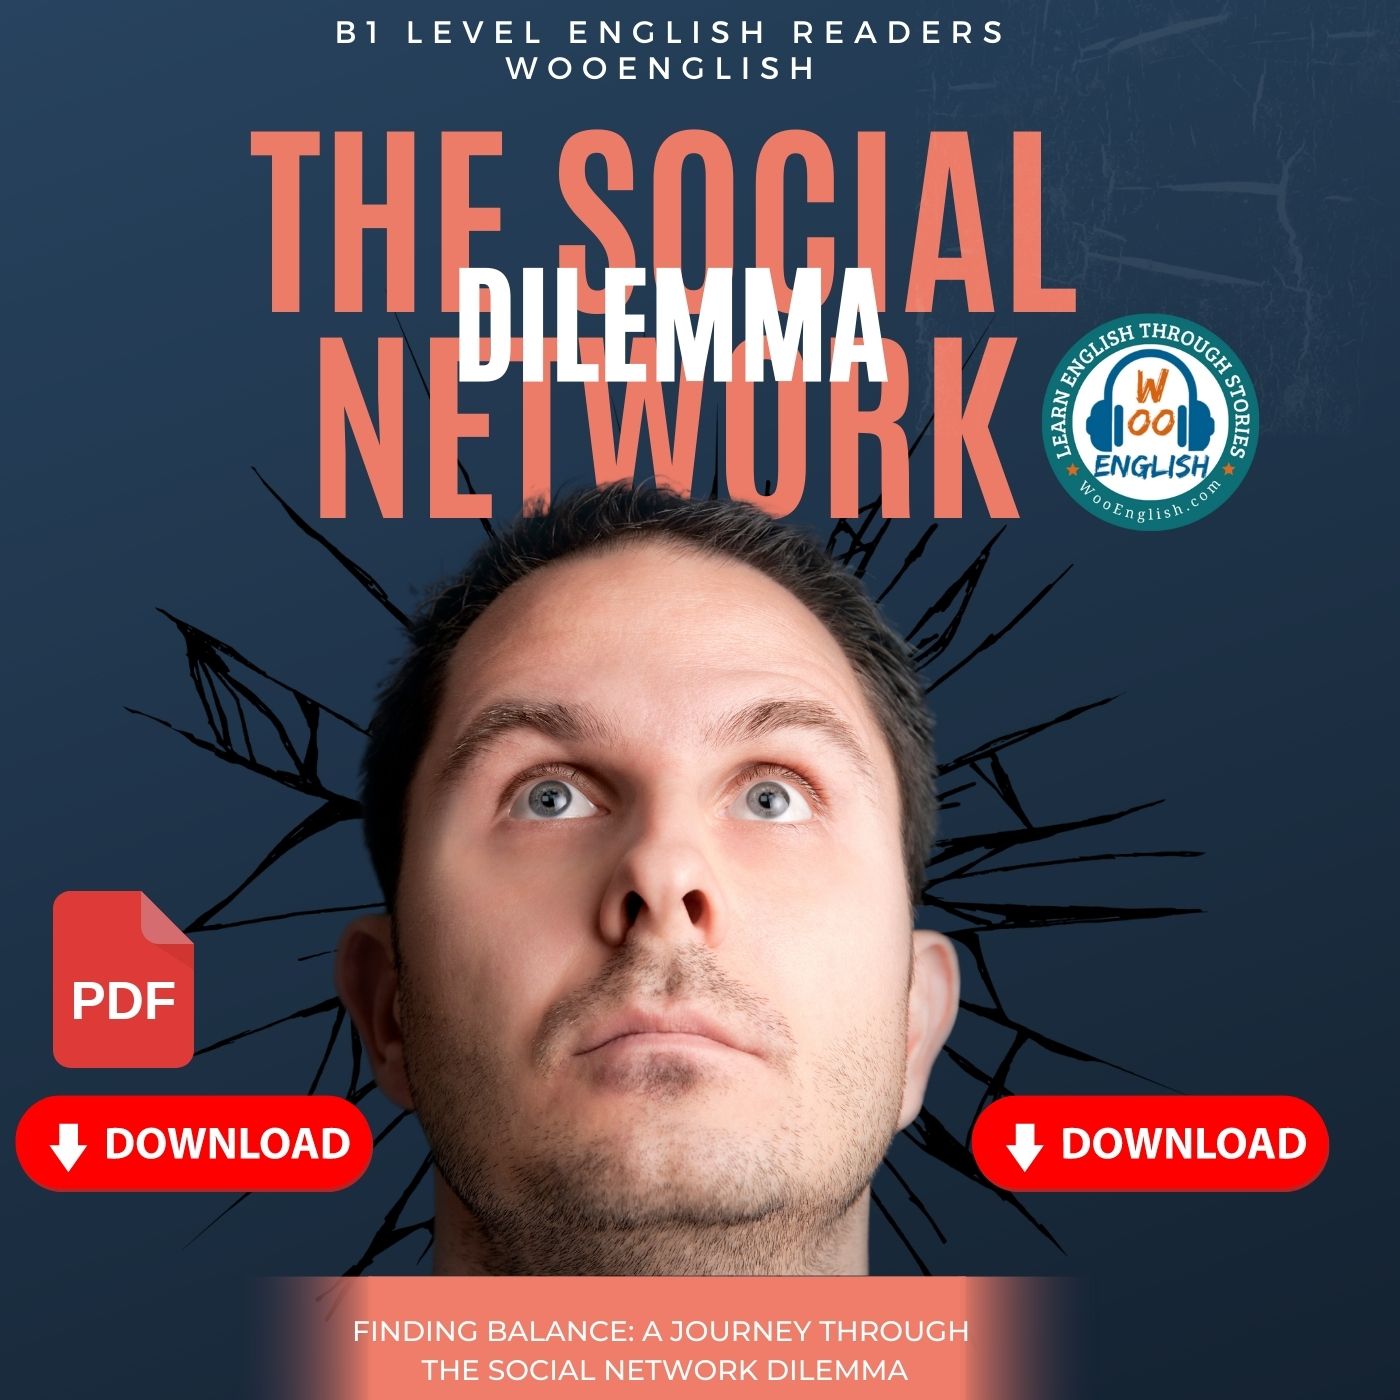 B1 LEVEL ENGLISH READERS
WOOENGLISH
THE SOCIAL
DILEMMA
NETWORK
LEARN ENGLISH THROUGH STORIES
W
OO
ENGLISH
WooEnglish.com
PDF
DOWNLOAD
DOWNLOAD
FINDING BALANCE: A JOURNEY THROUGH
THE SOCIAL NETWORK DILEMMA